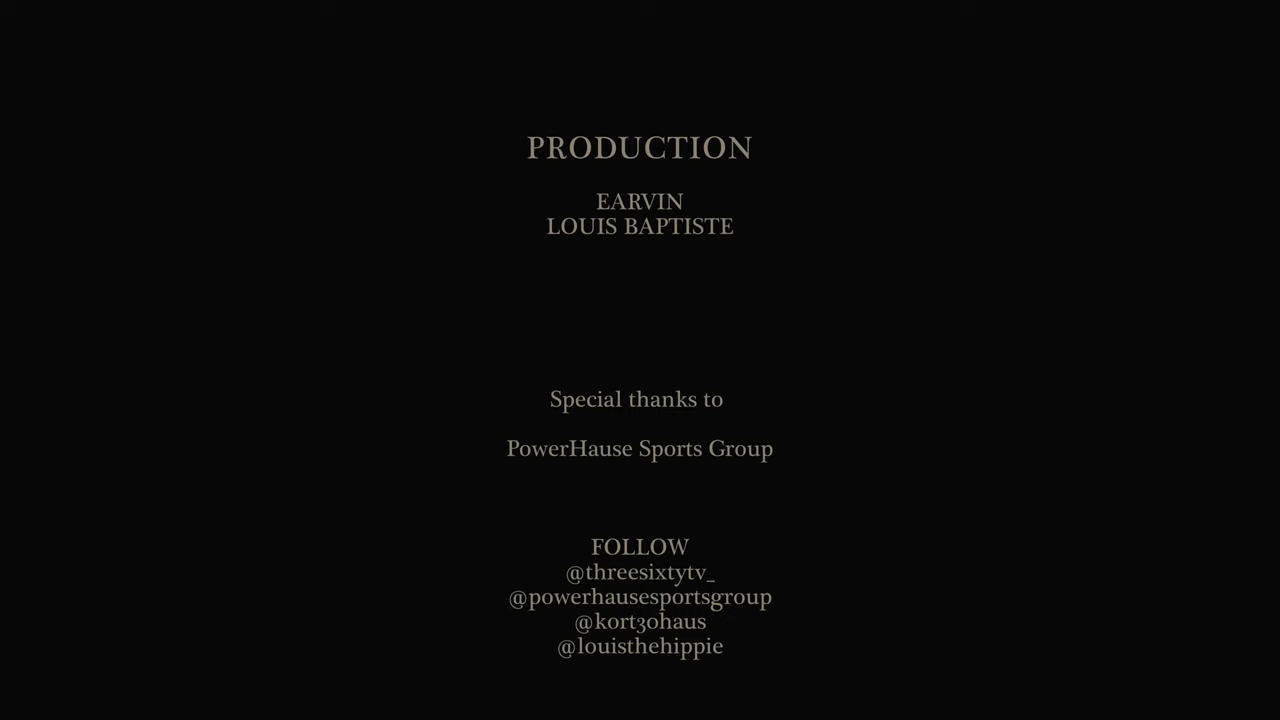 PRODUCTION
EARVIN
LOUIS BAPTISTE
Special thanks to
PowerHause Sports Group
FOLLOW
@threesixtytv_
@powerhausesportsgroup
@kort30haus
@louisthehippie